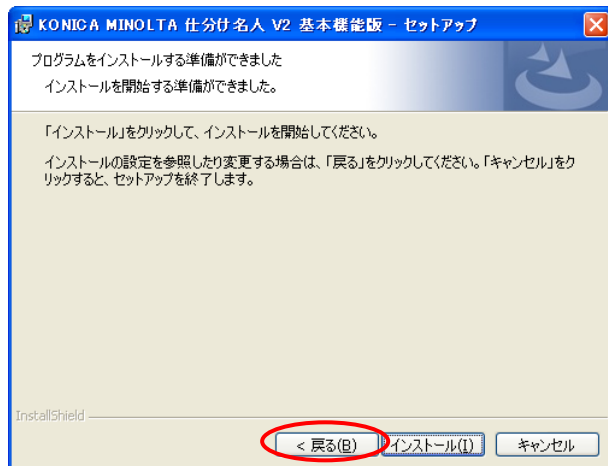 KONICA MINOLTA 仕分け名人 V2 基本機能版 - セットアップ
プログラムをインストールする準備ができました
インストールを開始する準備ができました。
「インストール」をクリックして、インストールを開始してください。
インストールの設定を参照したり変更する場合は、「戻る」をクリックしてください。「キャンセル」をク
リックすると、セットアップを終了します。
InstallShield
< 戻る(B) インストール(I) キャンセル